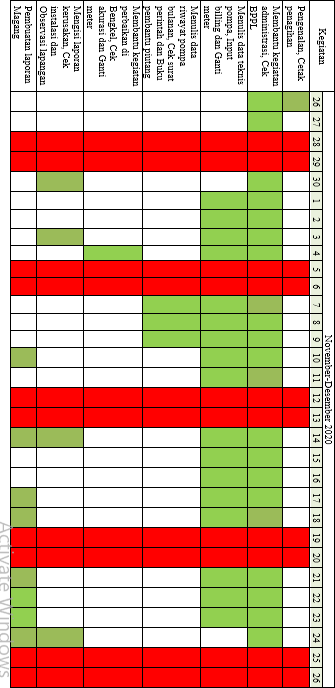 Kegiatan
November-Desember 2020
26 27 28 29 30 1 2 3 4 5 6 7 8 9 10 11 12 13 14 15 16 17 18 19 20 21 22 23 24 25 26
Pengenalan, Cetak
penagihan
Membantu kegiatan
administrasi, Cek
BPPI
Menulis data teknis
pompa, Input
billing dan Ganti
meter
Menulis data
riwayat pompa
bulanan, Cek surat
perintah dan Buku
pembantu piutang
Membantu kegiatan
perbaikan di
Bengkel, Cek
akurasi dan Ganti
meter
Mengisi laporan
kerusakan, Cek
instalasi dan
observasi lapangan
Pembuatan laporan
Magang
Activate Windows